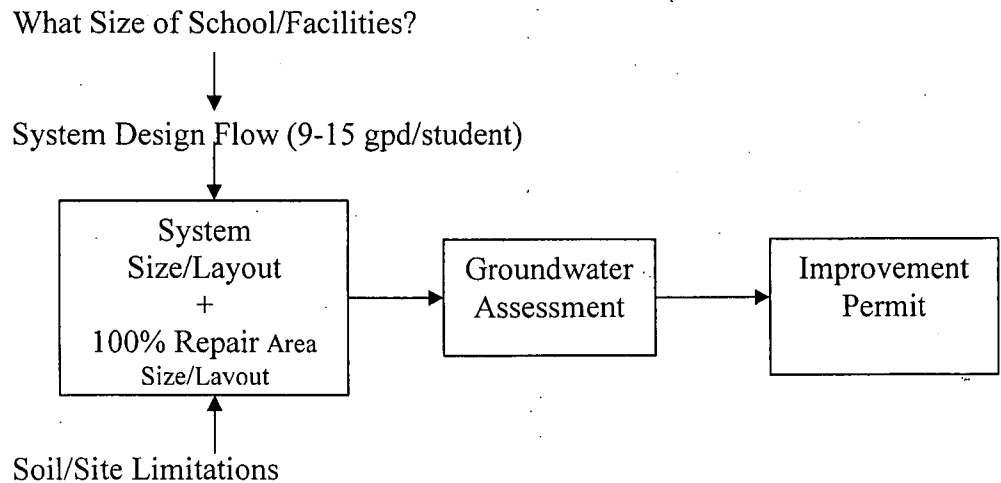 What Size of School/Facilities?
System Design Flow (9-15 gpd/student)
System
Size/Layout
+
100% Repair Area
Size/Layout
Groundwater
Assessment
Improvement
Permit
Soil/Site Limitations